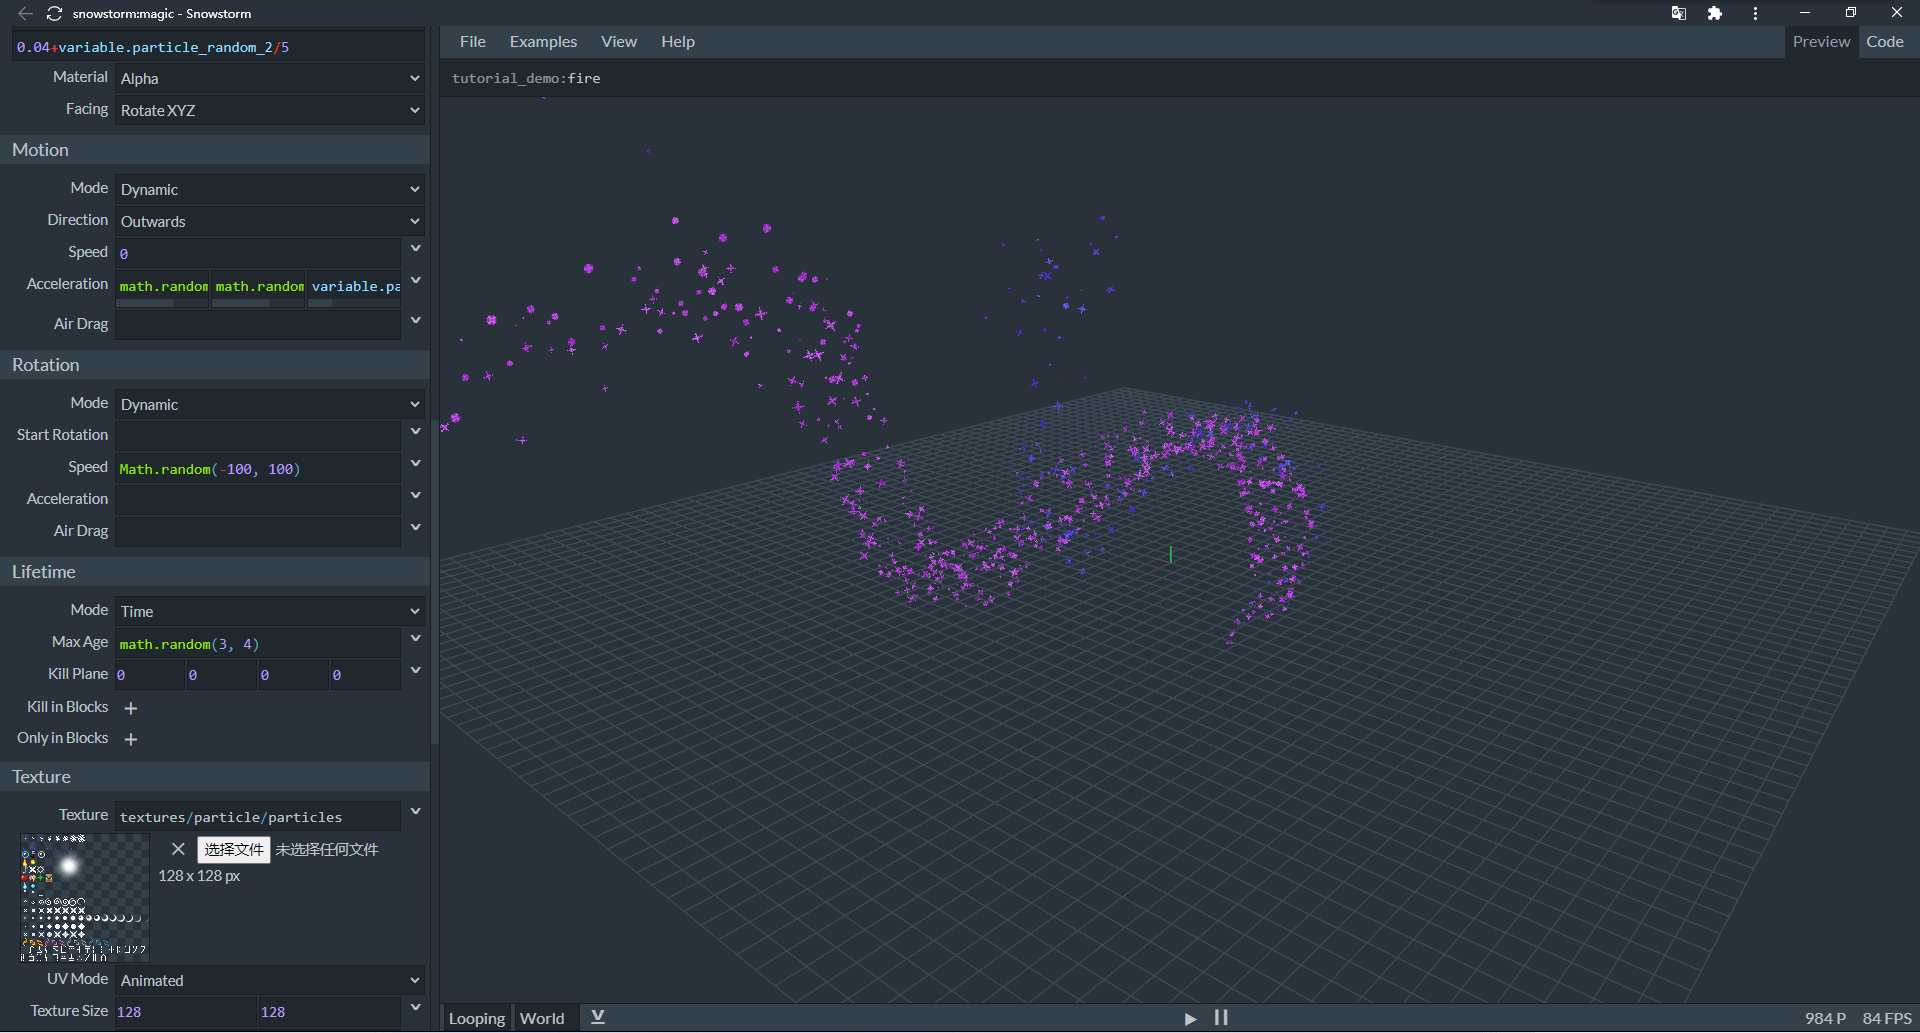 snowstorm:magic - Snowstorm
0.04+variable.particle_random_2/5
Material Alpha
Facing Rotate XYZ
Motion
Mode Dynamic
Direction Outwards
Speed 0
Acceleration math.random math.random variable.pa
Air Drag
Rotation
Mode Dynamic
Start Rotation
Speed Math.random(-100, 100)
Acceleration
Air Drag
Lifetime
Mode Time
Max Age math.random(3, 4)
Kill Plane 0 0 0 0
Kill in Blocks
Only in Blocks
Texture
Texture textures/particle/particles
选择文件 未选择任何文件
128 x 128 px
UV Mode Animated
Texture Size 128 128
File Examples View Help Preview Code
tutorial_demo:fire
Looping World 984 P 84 FPS